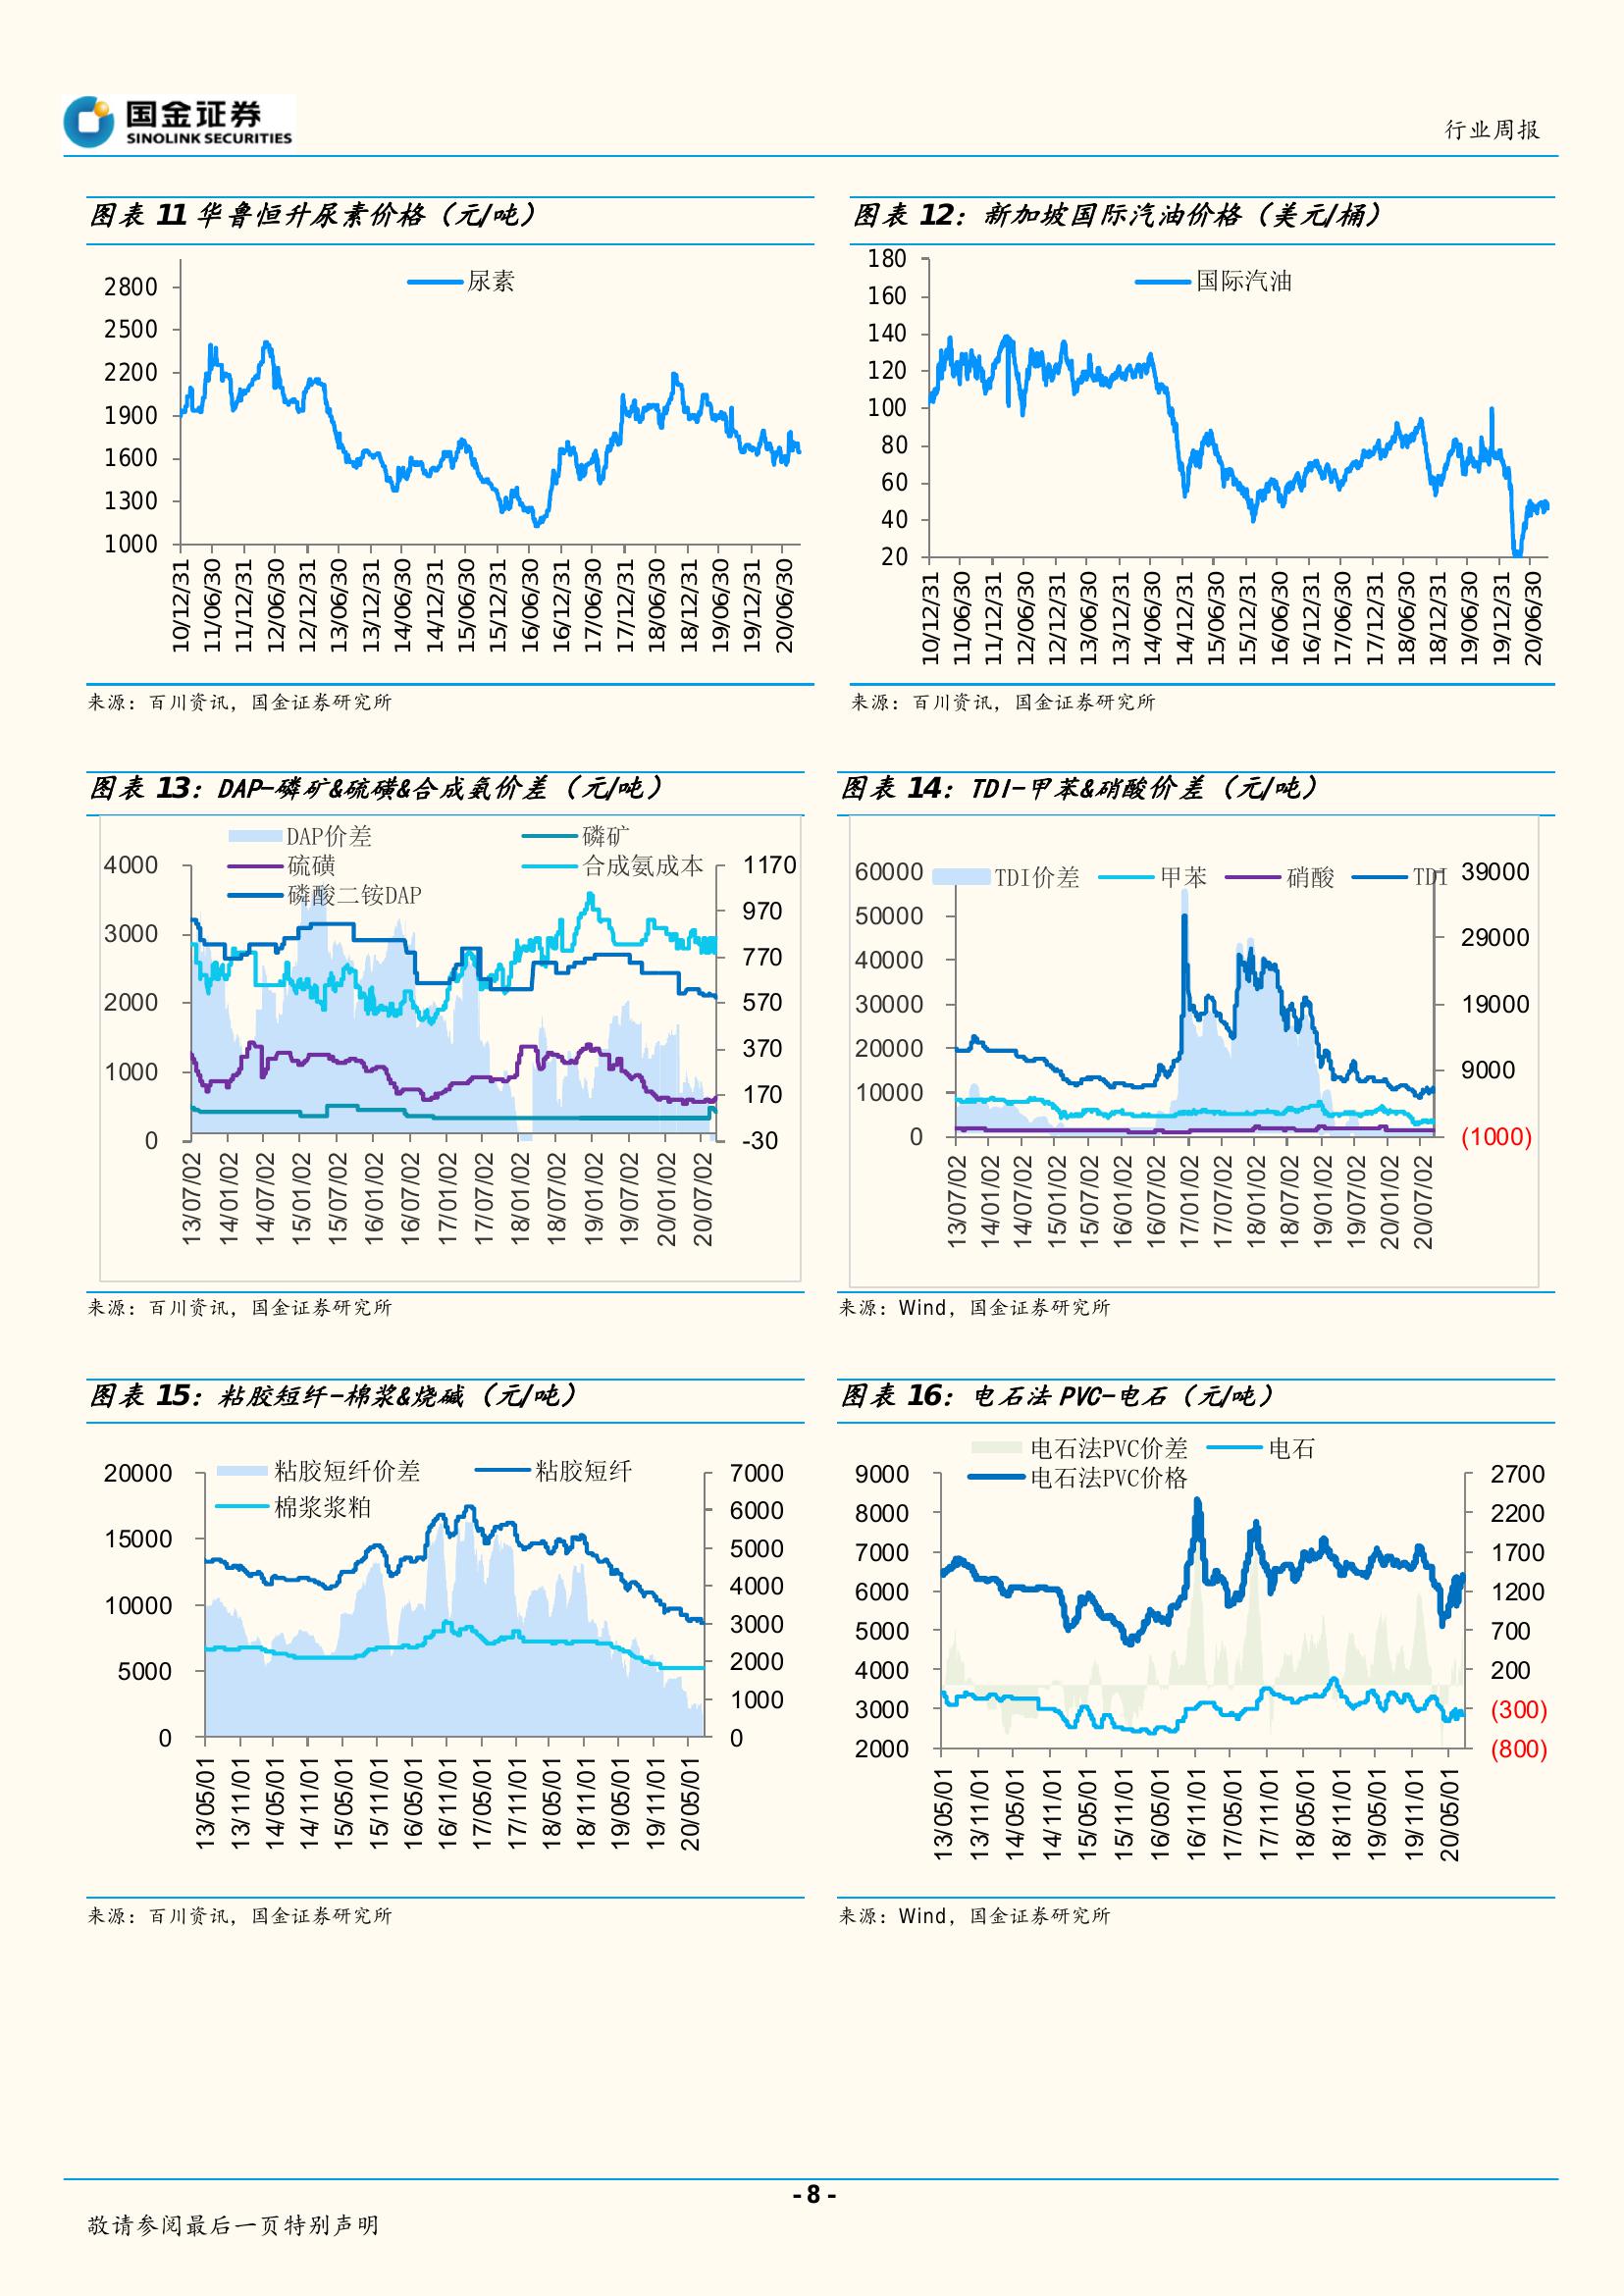 国金证券
SINOLINK SECURITIES
行业周报
图表 11 华鲁恒升尿素价格（元/吨）
尿素
2800
2500
2200
1900
1600
1300
1000
10/12/31 11/06/30 11/12/31 12/06/30 12/12/31 13/06/30 13/12/31 14/06/30 14/12/31 15/06/30 15/12/31 16/06/30 16/12/31 17/06/30 17/12/31 18/06/30 18/12/31 19/06/30 19/12/31 20/06/30
来源：百川资讯，国金证券研究所
图表 12：新加坡国际汽油价格（美元/桶）
国际汽油
180
160
140
120
100
80
60
40
20
10/12/31 11/06/30 11/12/31 12/06/30 12/12/31 13/06/30 13/12/31 14/06/30 14/12/31 15/06/30 15/12/31 16/06/30 16/12/31 17/06/30 17/12/31 18/06/30 18/12/31 19/06/30 19/12/31 20/06/30
来源：百川资讯，国金证券研究所
图表 13：DAP-磷矿&硫磺&合成氨价差（元/吨）
DAP价差 磷矿
硫磺 合成氨成本
磷酸二铵DAP
4000
3000
2000
1000
0
1170
970
770
570
370
170
-30
13/07/02 14/01/02 14/07/02 15/01/02 15/07/02 16/01/02 16/07/02 17/01/02 17/07/02 18/01/02 18/07/02 19/01/02 19/07/02 20/01/02 20/07/02
来源：百川资讯，国金证券研究所
图表 14：TDI-甲苯&硝酸价差（元/吨）
TDI价差 甲苯 硝酸 TDI
60000
50000
40000
30000
20000
10000
0
39000
29000
19000
9000
(1000)
13/07/02 14/01/02 14/07/02 15/01/02 15/07/02 16/01/02 16/07/02 17/01/02 17/07/02 18/01/02 18/07/02 19/01/02 19/07/02 20/01/02 20/07/02
来源：Wind，国金证券研究所
图表 15：粘胶短纤-棉浆&烧碱（元/吨）
粘胶短纤价差 粘胶短纤
棉浆浆粕
20000
15000
10000
5000
0
7000
6000
5000
4000
3000
2000
1000
0
13/05/01 13/11/01 14/05/01 14/11/01 15/05/01 15/11/01 16/05/01 16/11/01 17/05/01 17/11/01 18/05/01 18/11/01 19/05/01 19/11/01 20/05/01
来源：百川资讯，国金证券研究所
图表 16：电石法 PVC-电石（元/吨）
电石法PVC价差 电石
电石法PVC价格
9000
8000
7000
6000
5000
4000
3000
2000
2700
2200
1700
1200
700
200
(300)
(800)
13/05/01 13/11/01 14/05/01 14/11/01 15/05/01 15/11/01 16/05/01 16/11/01 17/05/01 17/11/01 18/05/01 18/11/01 19/05/01 19/11/01 20/05/01
来源：Wind，国金证券研究所
- 8 -
敬请参阅最后一页特别声明